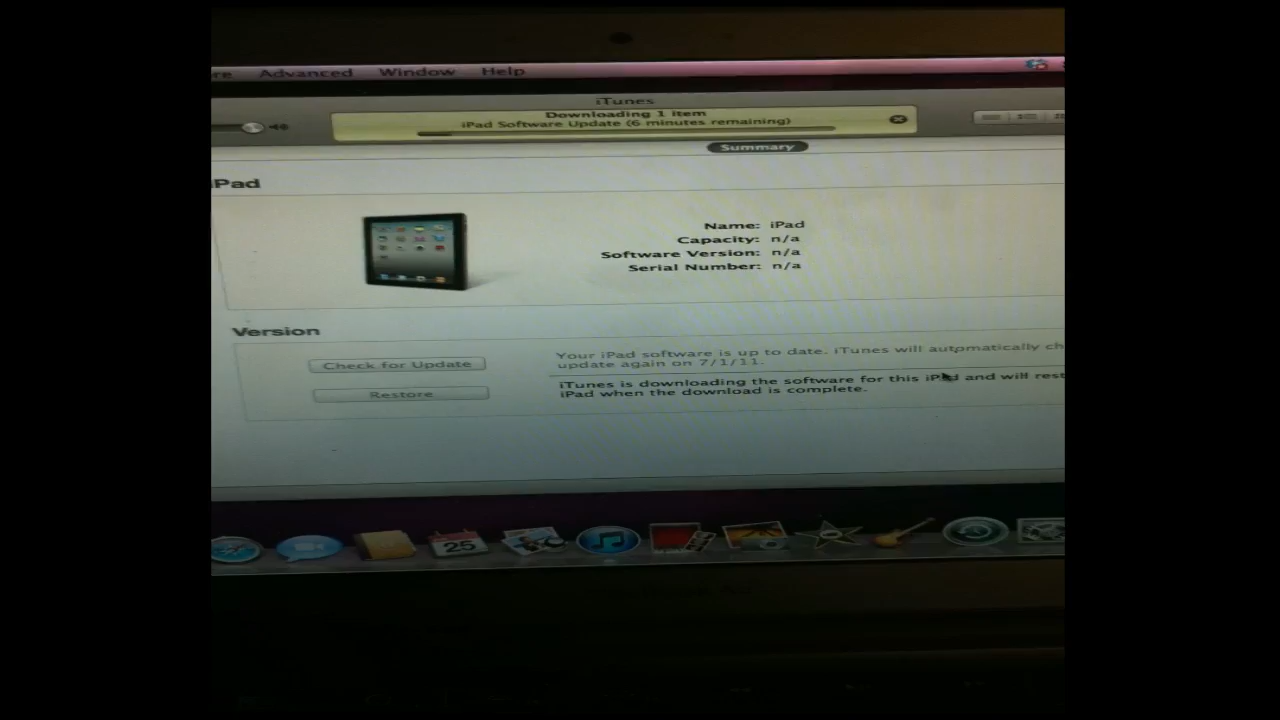 Advanced Window Help
iTunes
Downloading 1 item
iPad Software Update (6 minutes remaining)
Summary
iPad
Name: iPad
Capacity: n/a
Software Version: n/a
Serial Number: n/a
Version
Check for Update
Your iPad software is up to date. iTunes will automatically ch
update again on 7/1/11.
Restore
iTunes is downloading the software for this iPad and will rest
iPad when the download is complete.
25